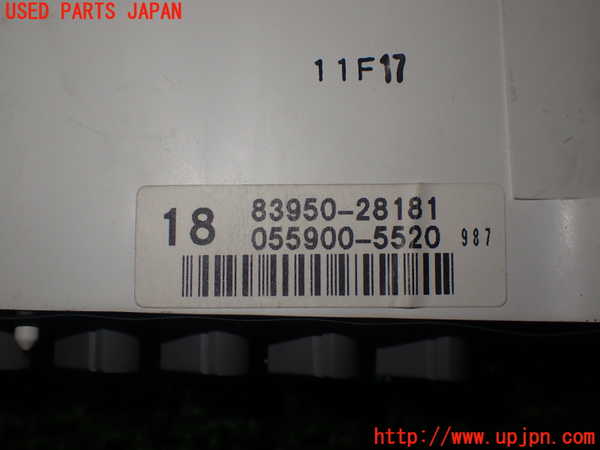 USED PARTS JAPAN
11F17
18 83950-28181
055900-5520 987
http://www.upjpn.com/